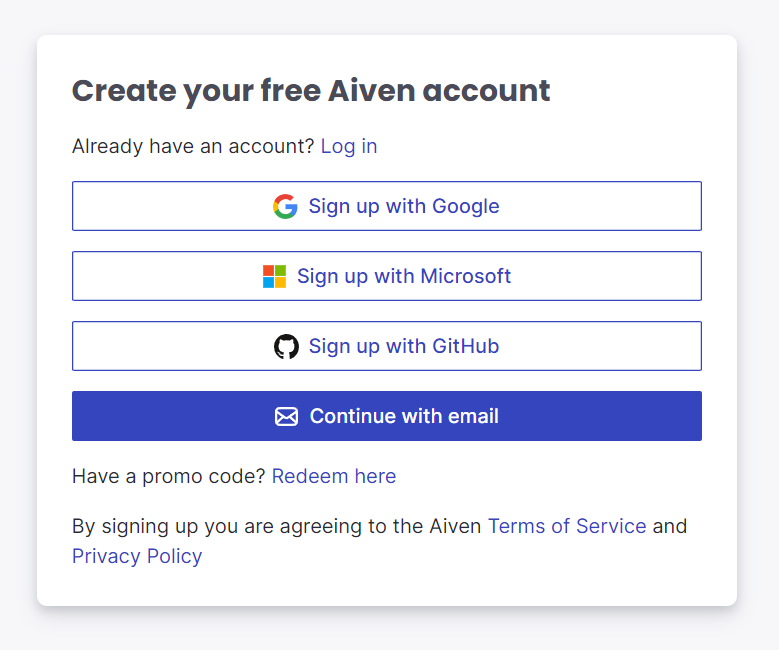 Create your free Aiven account
Already have an account? Log in
Sign up with Google
Sign up with Microsoft
Sign up with GitHub
Continue with email
Have a promo code? Redeem here
By signing up you are agreeing to the Aiven Terms of Service and
Privacy Policy